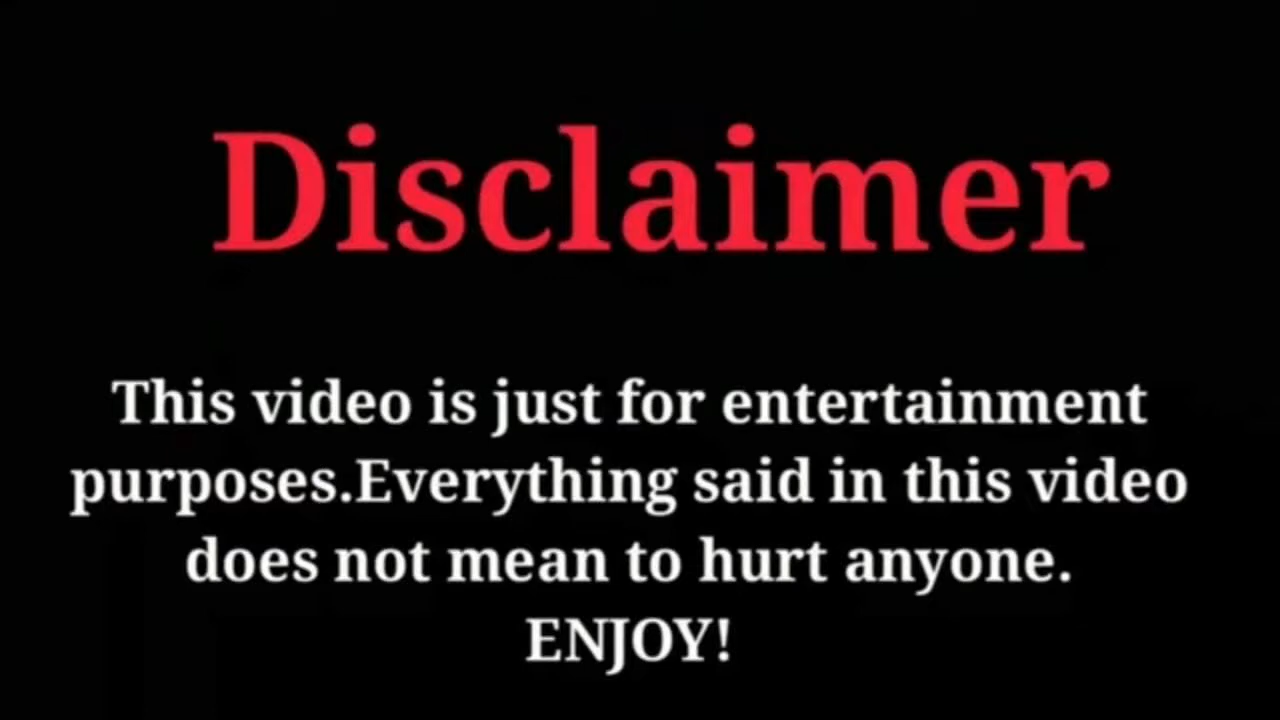 Disclaimer
This video is just for entertainment
purposes.Everything said in this video
does not mean to hurt anyone.
ENJOY!